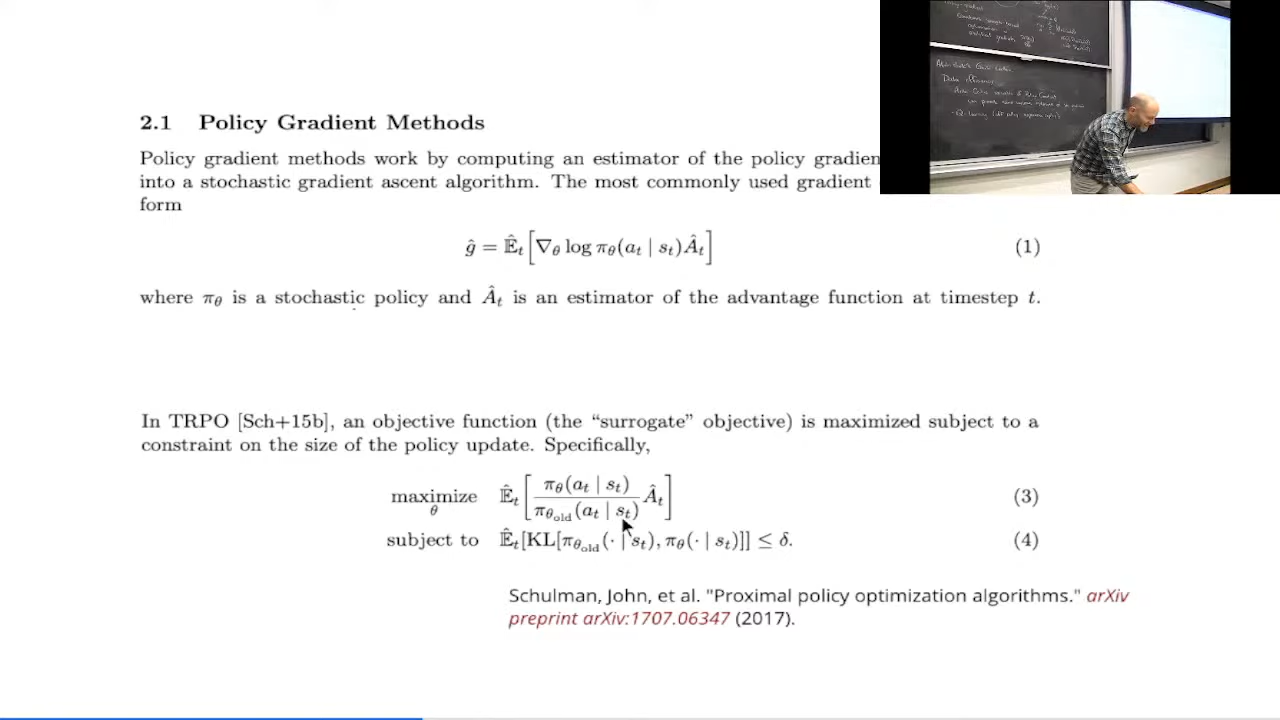 2.1 Policy Gradient Methods
Policy gradient methods work by computing an estimator of the policy gradien
into a stochastic gradient ascent algorithm. The most commonly used gradient
form
ĝ = Ê_t[∇_θ log π_θ(a_t | s_t)Â_t] (1)
where π_θ is a stochastic policy and Â_t is an estimator of the advantage function at timestep t.
In TRPO [Sch+15b], an objective function (the “surrogate” objective) is maximized subject to a
constraint on the size of the policy update. Specifically,
maximize_θ Ê_t[π_θ(a_t | s_t) / π_θold(a_t | s_t) Â_t] (3)
subject to Ê_t[KL[π_θold(· | s_t), π_θ(· | s_t)]] ≤ δ. (4)
Schulman, John, et al. "Proximal policy optimization algorithms." arXiv
preprint arXiv:1707.06347 (2017).